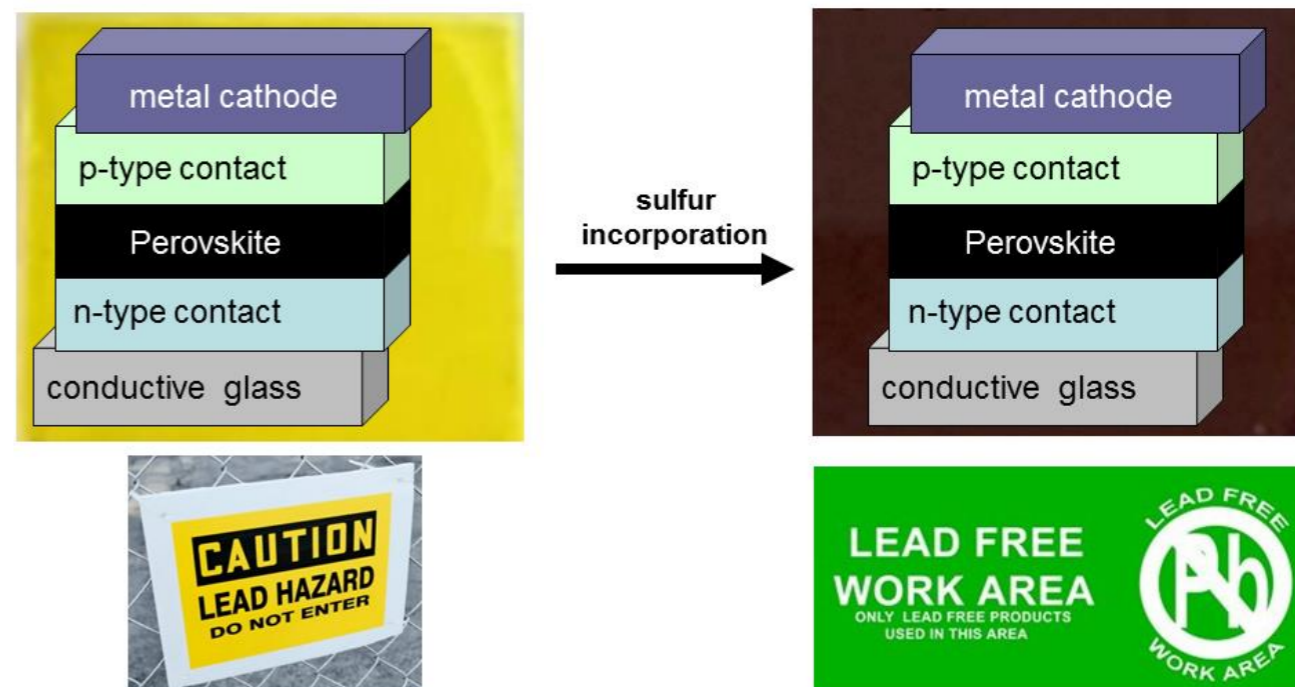 metal cathode
p-type contact
Perovskite
n-type contact
conductive glass
sulfur
incorporation
metal cathode
p-type contact
Perovskite
n-type contact
conductive glass
CAUTION
LEAD HAZARD
DO NOT ENTER
LEAD FREE
WORK AREA
ONLY LEAD FREE PRODUCTS
USED IN THIS AREA
LEAD FREE
Pb
WORK AREA